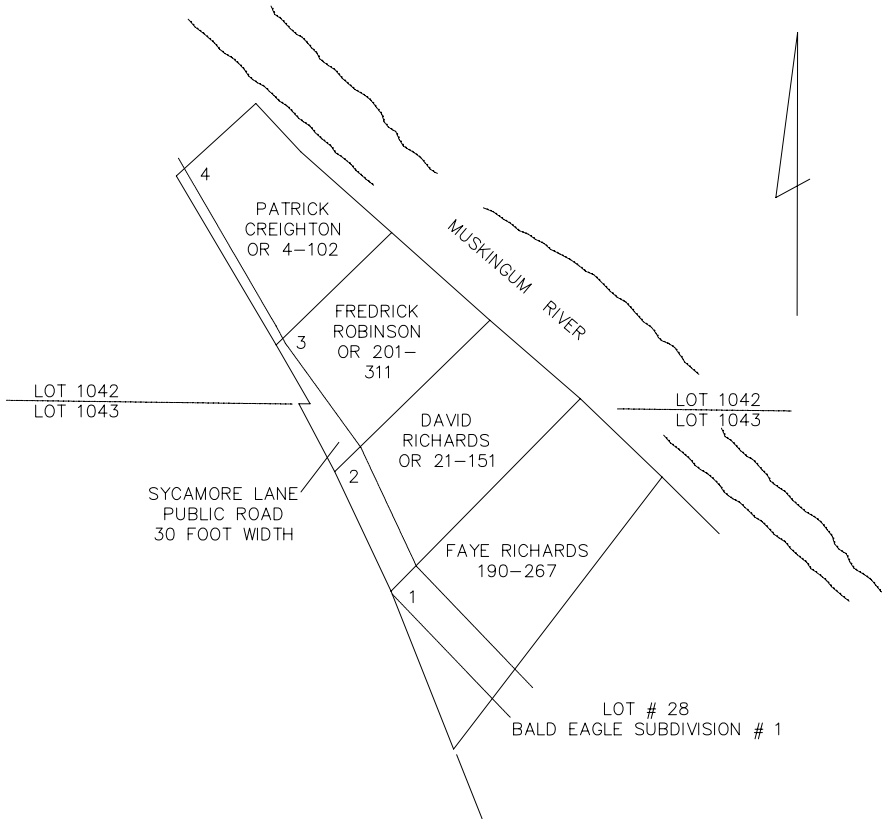 4
PATRICK
CREIGHTON
OR 4-102
MUSKINGUM RIVER
3
FREDRICK
ROBINSON
OR 201-
311
LOT 1042
LOT 1043
LOT 1042
LOT 1043
DAVID
RICHARDS
OR 21-151
2
SYCAMORE LANE
PUBLIC ROAD
30 FOOT WIDTH
FAYE RICHARDS
190-267
1
LOT # 28
BALD EAGLE SUBDIVISION # 1